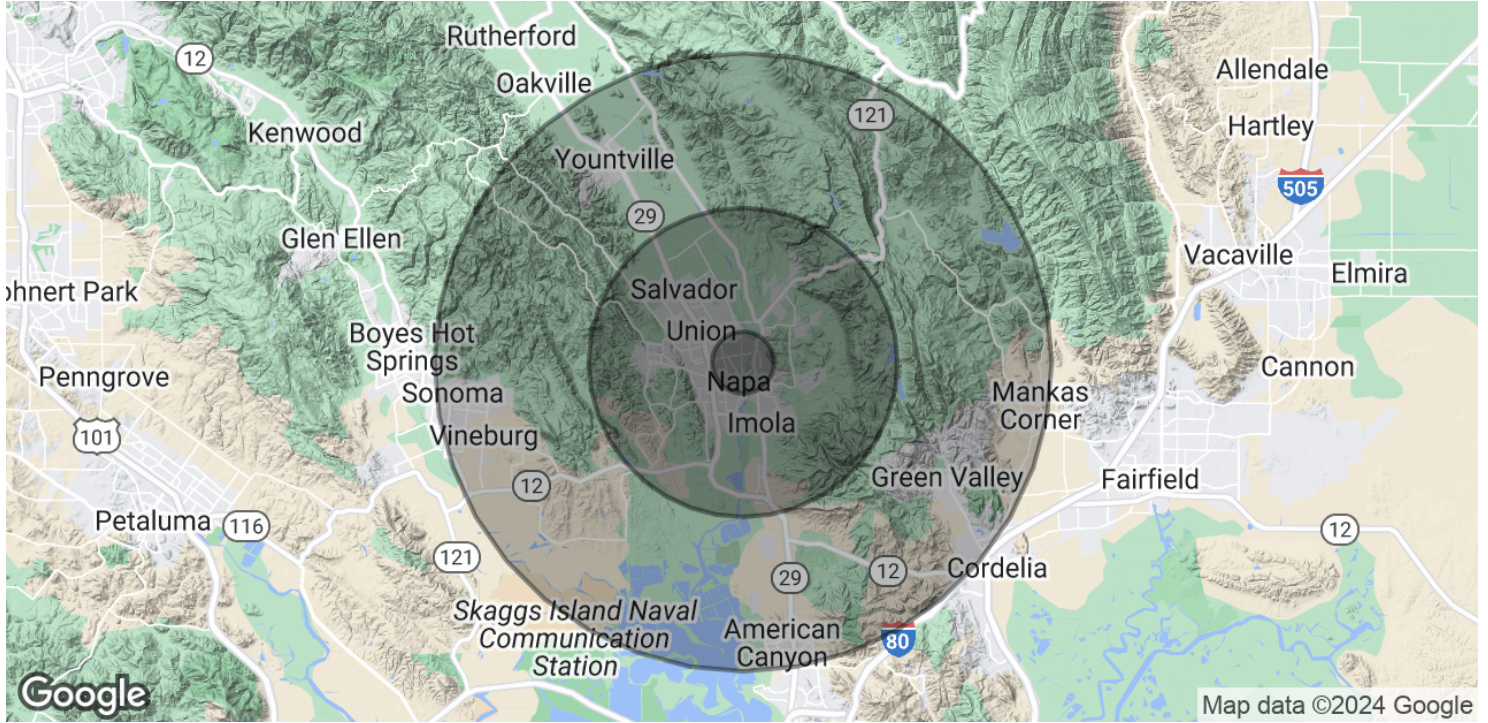 Rutherford
12
Oakville
Allendale
121
Hartley
Kenwood
Yountville
505
29
Glen Ellen
Vacaville
Elmira
ohnert Park
Salvador
Union
Boyes Hot
Springs
Penngrove
Cannon
Napa
Sonoma
Mankas
Corner
Imola
101
Vineburg
Green Valley
Fairfield
12
Petaluma
116
12
121
Cordelia
12
29
Skaggs Island Naval
Communication
Station
American
Canyon
80
Google
Map data ©2024 Google